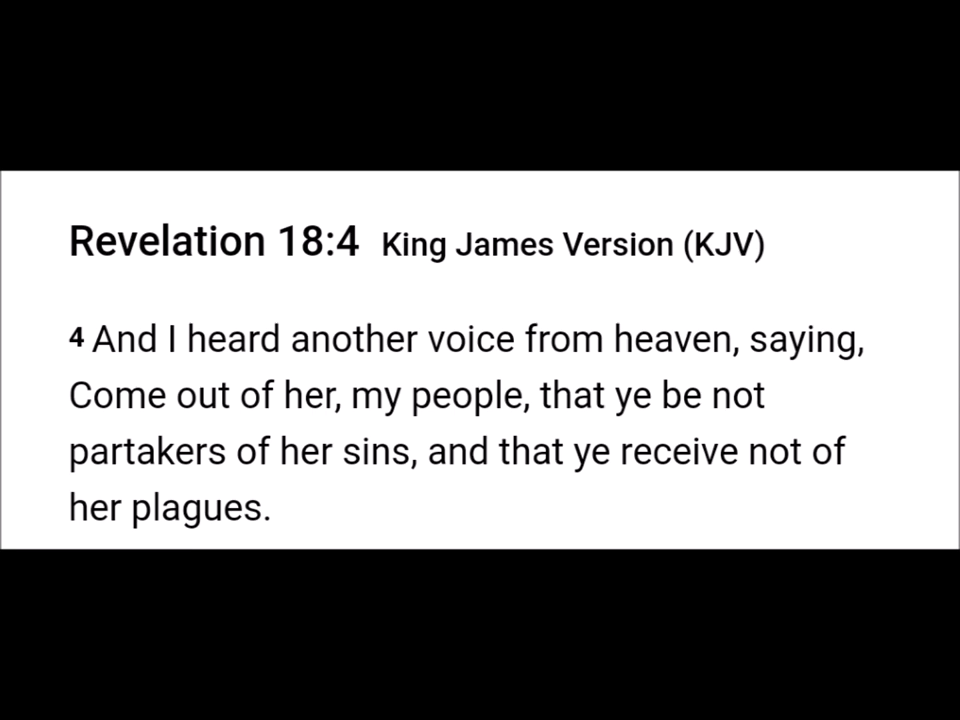 Revelation 18:4 King James Version (KJV)
4 And I heard another voice from heaven, saying,
Come out of her, my people, that ye be not
partakers of her sins, and that ye receive not of
her plagues.